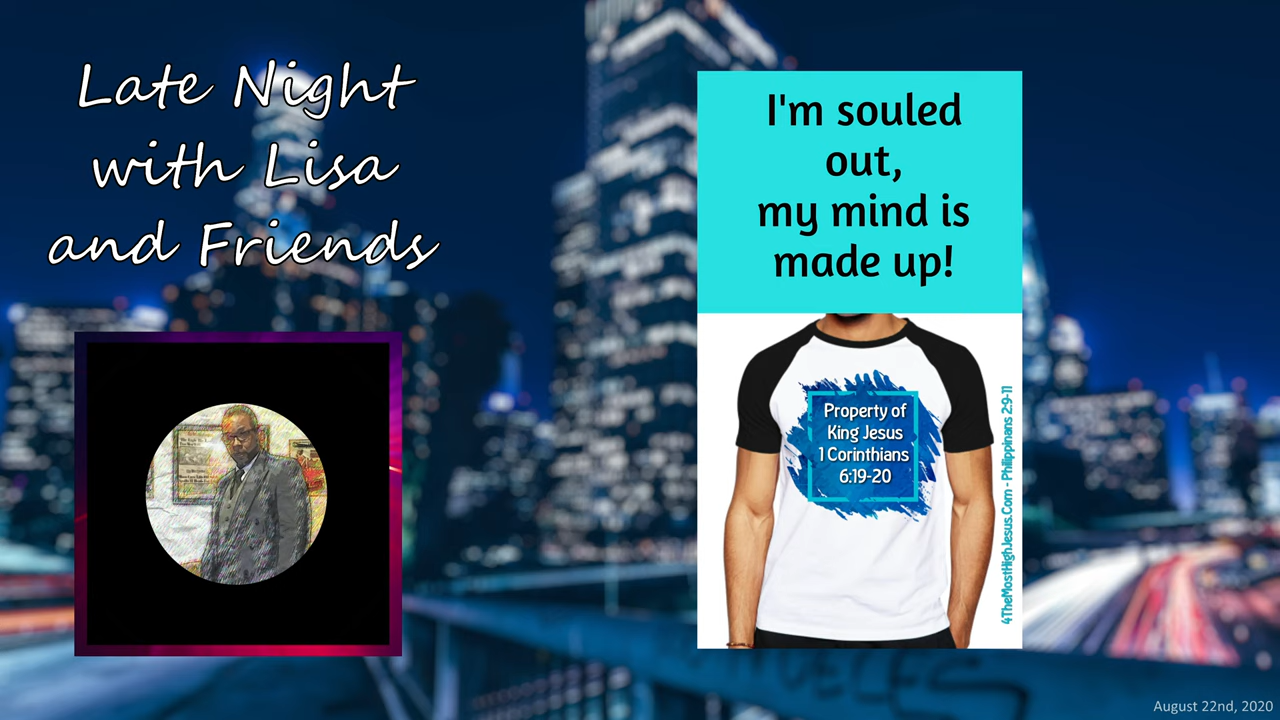 Late Night
with Lisa
and Friends
I'm souled
out,
my mind is
made up!
Property of
King Jesus
1 Corinthians
6:19-20
4TheMostHighJesus.Com - Philippinans 2:9-11
August 22nd, 2020